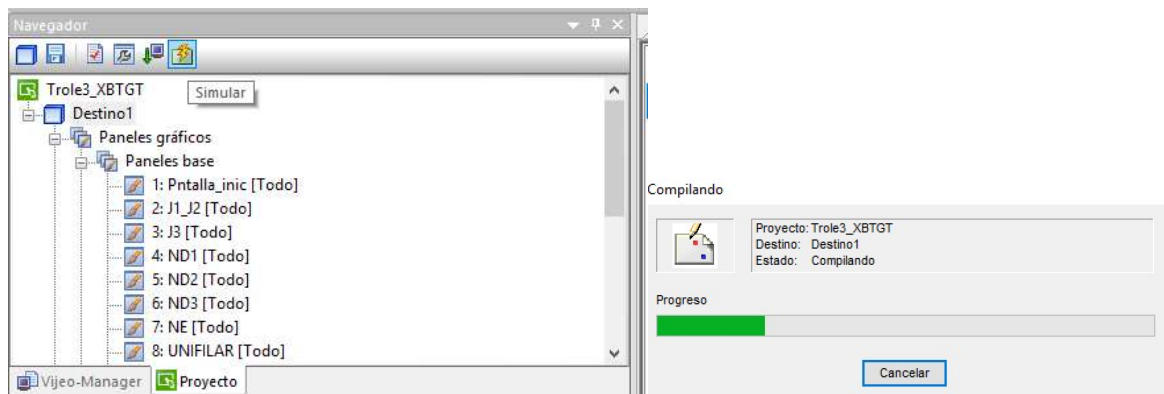 Navegador
Trole3_XBTGT
Simular
Destino1
Paneles gráficos
Paneles base
1: Pntalla_inic [Todo]
2: J1_J2 [Todo]
3: J3 [Todo]
4: ND1 [Todo]
5: ND2 [Todo]
6: ND3 [Todo]
7: NE [Todo]
8: UNIFILAR [Todo]
Vijeo-Manager
Proyecto
Compilando
Proyecto: Trole3_XBTGT
Destino: Destino1
Estado: Compilando
Progreso
Cancelar